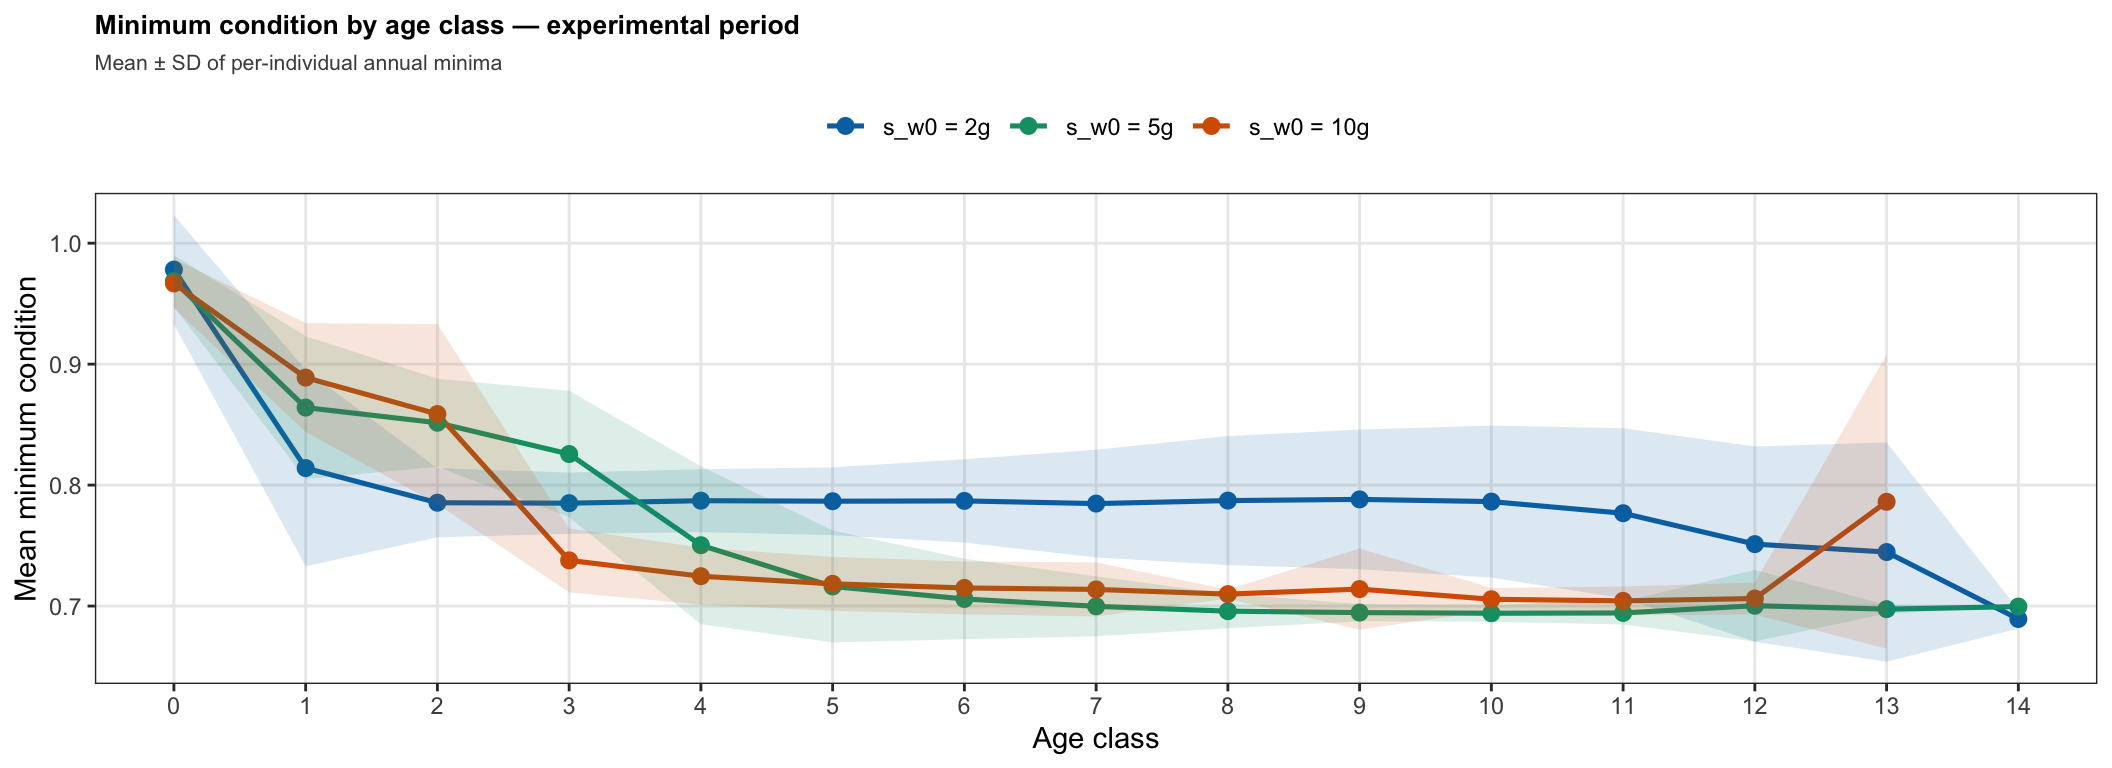 Minimum condition by age class — experimental period
Mean ± SD of per-individual annual minima
s_w0 = 2g s_w0 = 5g s_w0 = 10g
Mean minimum condition
1.0
0.9
0.8
0.7
0 1 2 3 4 5 6 7 8 9 10 11 12 13 14
Age class